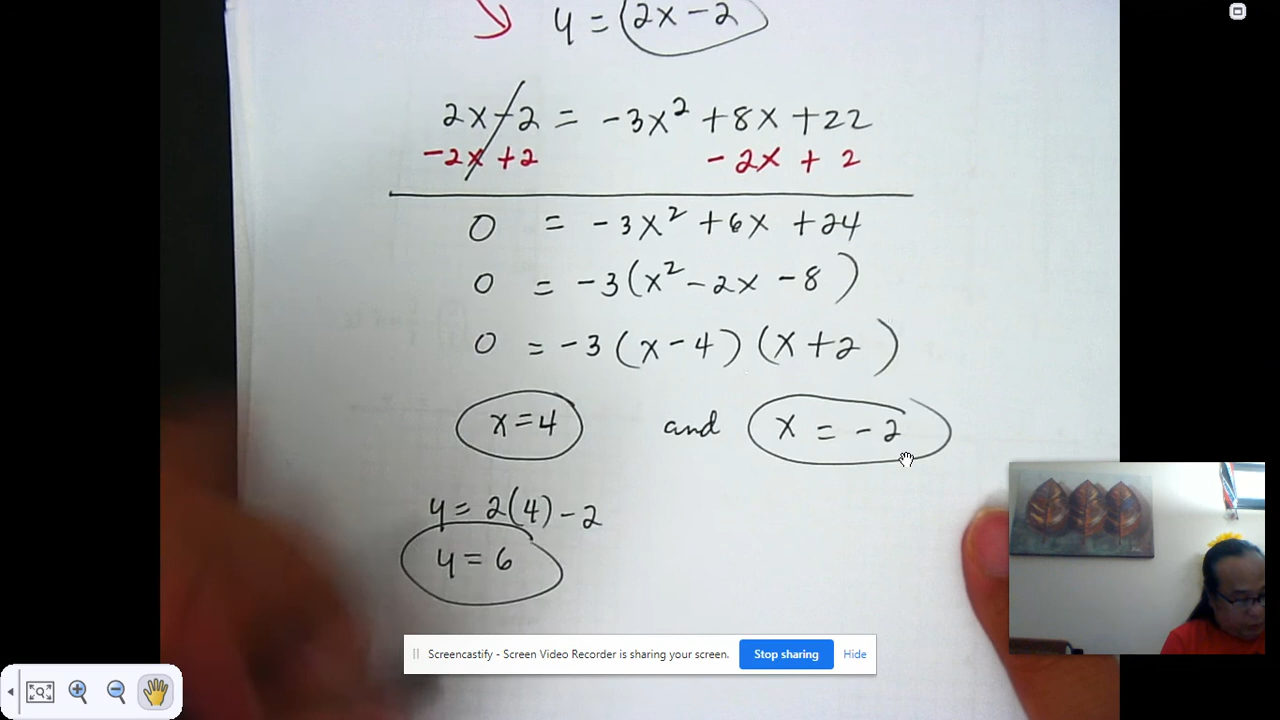 y = 2x - 2
2x - 2 = -3x² + 8x + 22
-2x + 2 - 2x + 2
0 = -3x² + 6x + 24
0 = -3(x² - 2x - 8)
0 = -3(x - 4)(x + 2)
x = 4 and x = -2
y = 2(4) - 2
y = 6
Screencastify - Screen Video Recorder is sharing your screen. Stop sharing Hide